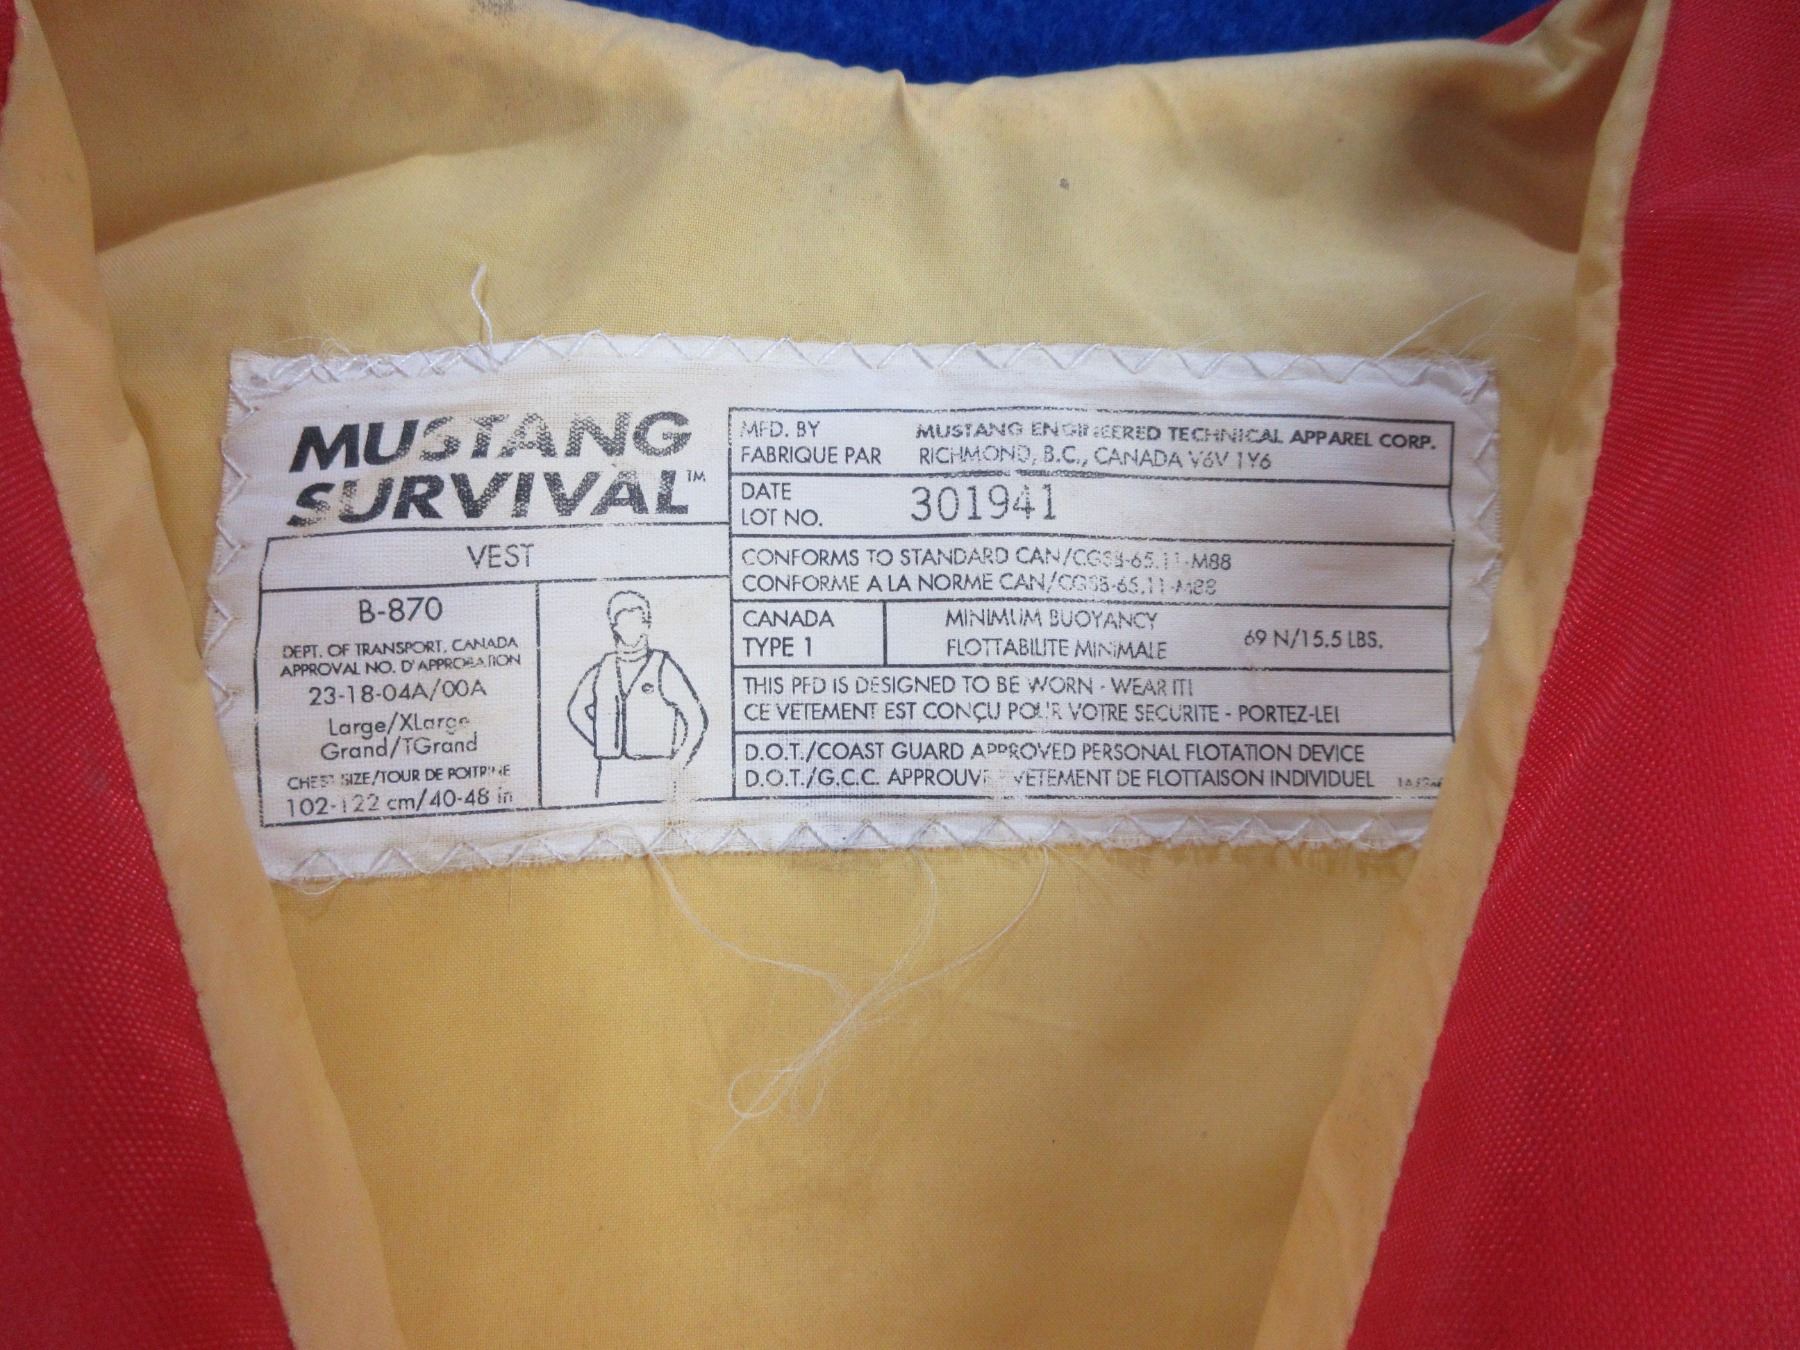 MUSTANG
SURVIVAL™
VEST
B-870
DEPT. OF TRANSPORT, CANADA
APPROVAL NO. D'APPROBATION
23-18-04A/00A
Large/XLarge
Grand/TGrand
CHEST SIZE/TOUR DE POITRINE
102-122 cm/40-48 in
MFD. BY MUSTANG ENGINEERED TECHNICAL APPAREL CORP.
FABRIQUE PAR RICHMOND, B.C., CANADA V6V 1Y6
DATE
LOT NO. 301941
CONFORMS TO STANDARD CAN/CGSB-65.11-M88
CONFORME A LA NORME CAN/CGSB-65.11-M88
CANADA
TYPE 1
MINIMUM BUOYANCY
FLOTTABILITE MINIMALE
69 N/15.5 LBS.
THIS PFD IS DESIGNED TO BE WORN - WEAR IT!
CE VETEMENT EST CONÇU POUR VOTRE SECURITE - PORTEZ-LE!
D.O.T./COAST GUARD APPROVED PERSONAL FLOTATION DEVICE
D.O.T./G.C.C. APPROUVE VETEMENT DE FLOTTAISON INDIVIDUEL